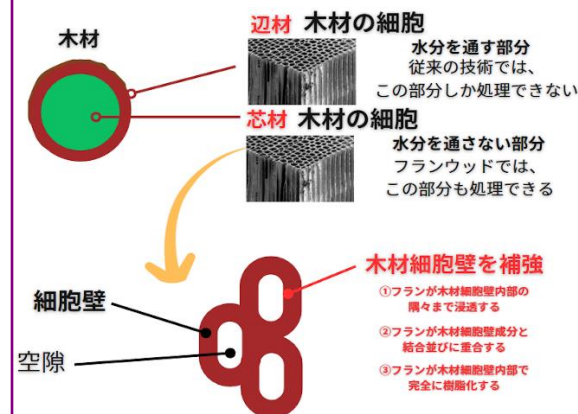 木材
辺材 木材の細胞
水分を通す部分
従来の技術では、
この部分しか処理できない
芯材 木材の細胞
水分を通さない部分
フランウッドでは、
この部分も処理できる
木材細胞壁を補強
①フランが木材細胞壁内部の
隅々まで浸透する
②フランが木材細胞壁成分と
結合並びに重合する
③フランが木材細胞壁内部で
完全に樹脂化する
細胞壁
空隙